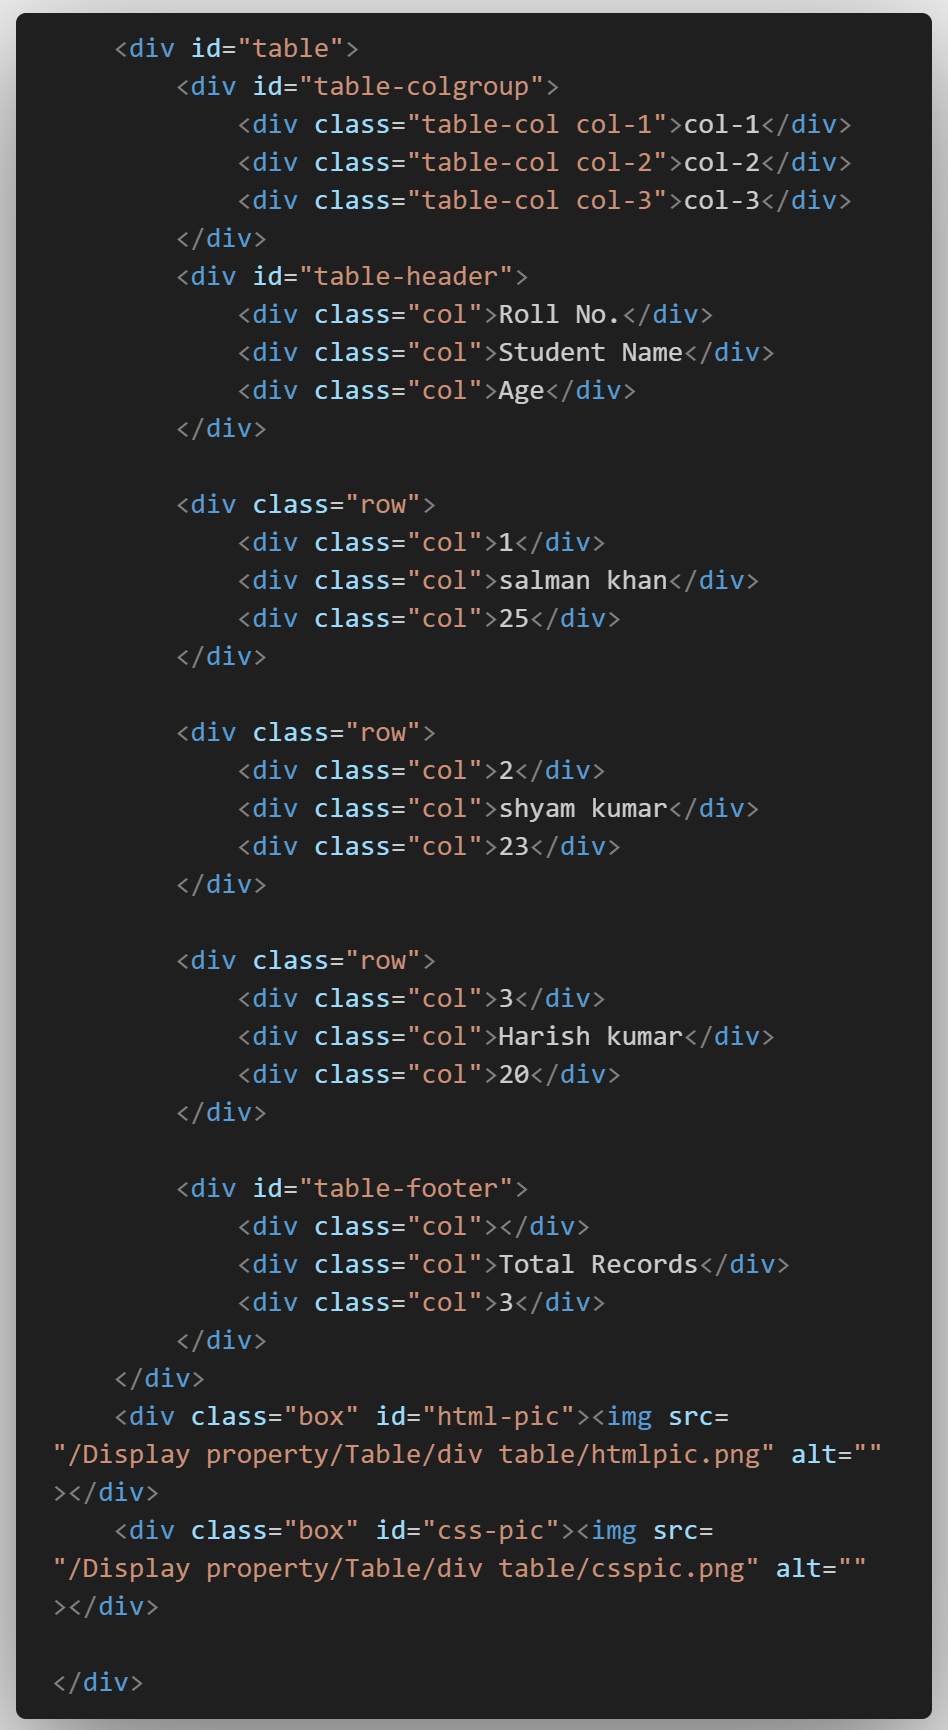 <div id="table">
        <div id="table-colgroup">
            <div class="table-col col-1">col-1</div>
            <div class="table-col col-2">col-2</div>
            <div class="table-col col-3">col-3</div>
        </div>
        <div id="table-header">
            <div class="col">Roll No.</div>
            <div class="col">Student Name</div>
            <div class="col">Age</div>
        </div>

        <div class="row">
            <div class="col">1</div>
            <div class="col">salman khan</div>
            <div class="col">25</div>
        </div>

        <div class="row">
            <div class="col">2</div>
            <div class="col">shyam kumar</div>
            <div class="col">23</div>
        </div>

        <div class="row">
            <div class="col">3</div>
            <div class="col">Harish kumar</div>
            <div class="col">20</div>
        </div>

        <div id="table-footer">
            <div class="col"></div>
            <div class="col">Total Records</div>
            <div class="col">3</div>
        </div>
    </div>
    <div class="box" id="html-pic"><img src=
"/Display property/Table/div table/htmlpic.png" alt=""
></div>
    <div class="box" id="css-pic"><img src=
"/Display property/Table/div table/csspic.png" alt=""
></div>

</div>